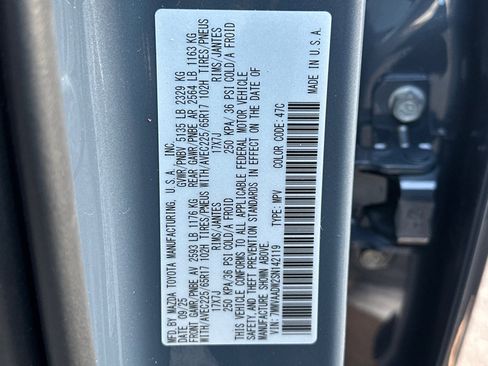 MFD. BY MAZDA TOYOTA MANUFACTURING, U.S.A., INC.
DATE: 09/25 GVWR/PNBV 5135 LB 2329 KG
FRONT GAWR/PNBE AV 2593 LB 1176 KG REAR GAWR/PNBE AR 2564 LB 1163 KG
WITH/AVEC225/65R17 102H TIRES/PNEUS WITH/AVEC225/65R17 102H TIRES/PNEUS
17X7J RIMS/JANTES 17X7J RIMS/JANTES
250 KPA/ 36 PSI COLD/A FROID 250 KPA/ 36 PSI COLD/A FROID
THIS VEHICLE CONFORMS TO ALL APPLICABLE FEDERAL MOTOR VEHICLE
SAFETY AND THEFT PREVENTION STANDARDS IN EFFECT ON THE DATE OF
MANUFACTURE SHOWN ABOVE.
VIN: 7MMVAADW2SN142119 TYPE: MPV COLOR CODE: 47C MADE IN U.S.A.